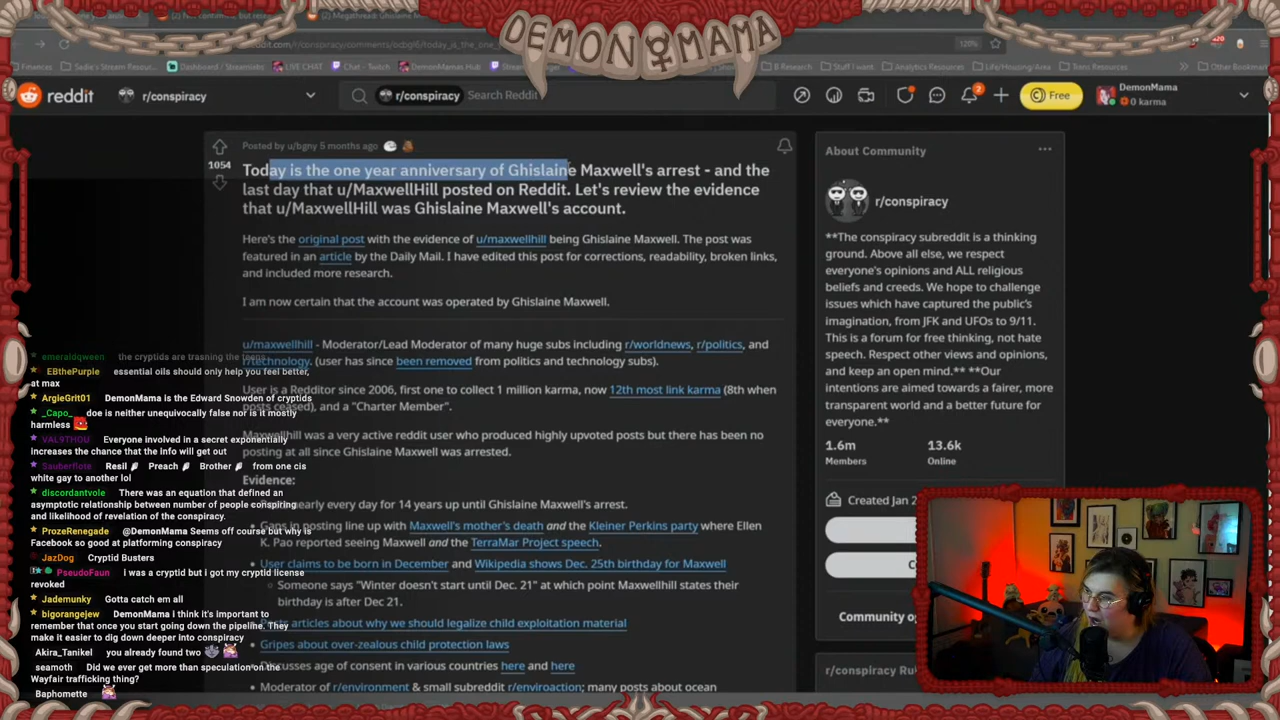 DEMON MAMA
reddit
r/conspiracy
r/conspiracy Search Reddit
Free
DemonMama
0 karma
Posted by u/bgny 5 months ago
1054
Today is the one year anniversary of Ghislaine Maxwell's arrest - and the
last day that u/MaxwellHill posted on Reddit. Let's review the evidence
that u/MaxwellHill was Ghislaine Maxwell's account.
Here's the original post with the evidence of u/maxwellhill being Ghislaine Maxwell. The post was
featured in an article by the Daily Mail. I have edited this post for corrections, readability, broken links,
and included more research.
I am now certain that the account was operated by Ghislaine Maxwell.
u/maxwellhill - Moderator/Lead Moderator of many huge subs including r/worldnews, r/politics, and
r/technology. (user has since been removed from politics and technology subs).
User is a Redditor since 2006, first one to collect 1 million karma, now 12th most link karma (8th when
posts ceased), and a "Charter Member".
Maxwellhill was a very active reddit user who produced highly upvoted posts but there has been no
posting at all since Ghislaine Maxwell was arrested.
Evidence:
nearly every day for 14 years up until Ghislaine Maxwell's arrest.
Gaps in posting line up with Maxwell's mother's death and the Kleiner Perkins party where Ellen
K. Pao reported seeing Maxwell and the TerraMar Project speech.
User claims to be born in December and Wikipedia shows Dec. 25th birthday for Maxwell
Someone says "Winter doesn't start until Dec. 21" at which point Maxwellhill states their
birthday is after Dec 21.
articles about why we should legalize child exploitation material
Gripes about over-zealous child protection laws
Discusses age of consent in various countries here and here
Moderator of r/environment & small subreddit r/enviroaction; many posts about ocean
About Community
r/conspiracy
**The conspiracy subreddit is a thinking
ground. Above all else, we respect
everyone's opinions and ALL religious
beliefs and creeds. We hope to challenge
issues which have captured the public's
imagination, from JFK and UFOs to 9/11.
This is a forum for free thinking, not hate
speech. Respect other views and opinions,
and keep an open mind.** **Our
intentions are aimed towards a fairer, more
transparent world and a better future for
everyone.**
1.6m
Members
13.6k
Online
Created Jan 2
Community o
r/conspiracy Ru
emeraldqween the cryptids are trasning the teens
EBthePurple essential oils should only help you feel better,
at max
ArgieGrit01 DemonMama is the Edward Snowden of cryptids
_Capo_ doe is neither unequivocally false nor is it mostly
harmless
VAL9THOU Everyone involved in a secret exponentially
increases the chance that the info will get out
Sauberflote Resil Preach Brother from one cis
white gay to another lol
discordantvole There was an equation that defined an
asymptotic relationship between number of people conspiring
and likelihood of revelation of the conspiracy.
ProzeRenegade @DemonMama Seems off course but why is
Facebook so good at platforming conspiracy
JazDog Cryptid Busters
PseudoFaun i was a cryptid but i got my cryptid license
revoked
Jademunky Gotta catch em all
bigorangejew DemonMama I think it's important to
remember that once you start going down the pipeline. They
make it easier to dig down deeper into conspiracy
Akira_Tanikel you already found two
seamoth Did we ever get more than speculation on the
Wayfair trafficking thing?
Baphomette